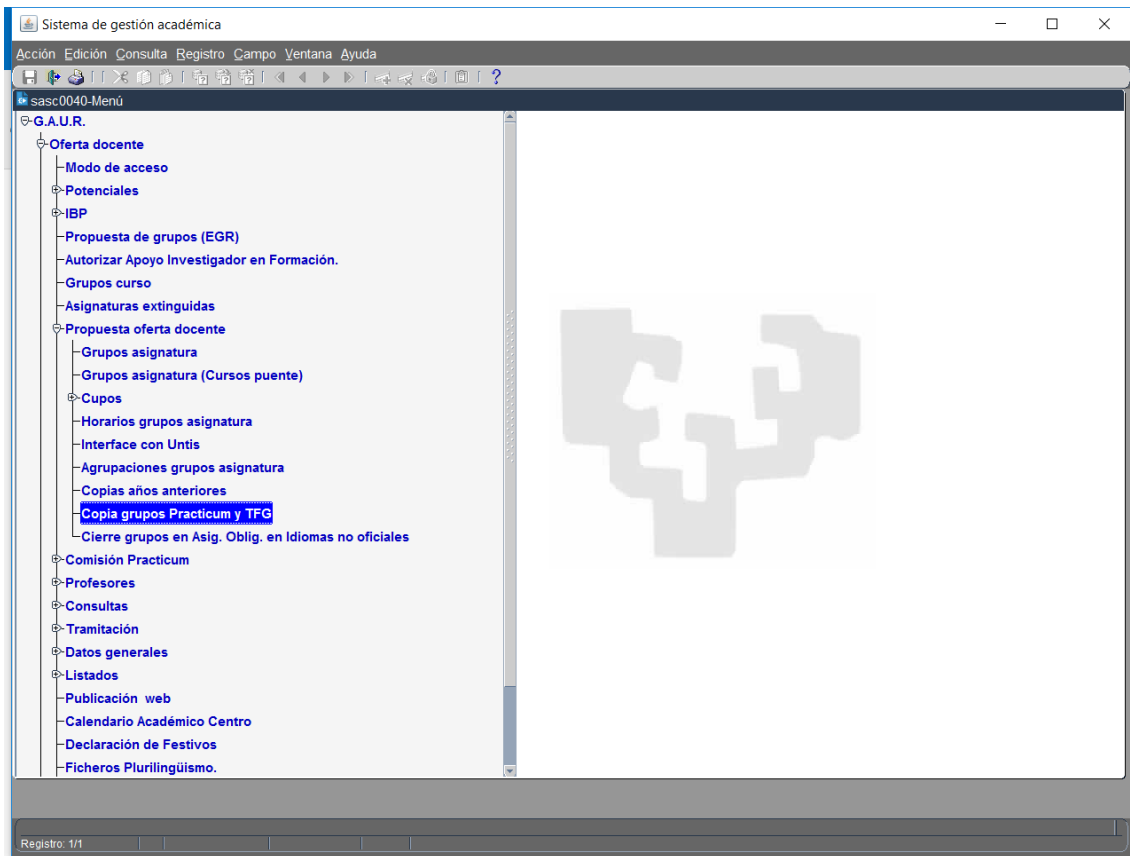 Sistema de gestión académica
Acción Edición Consulta Registro Campo Ventana Ayuda
sasc0040-Menú
G.A.U.R.
Oferta docente
Modo de acceso
Potenciales
IBP
Propuesta de grupos (EGR)
Autorizar Apoyo Investigador en Formación.
Grupos curso
Asignaturas extinguidas
Propuesta oferta docente
Grupos asignatura
Grupos asignatura (Cursos puente)
Cupos
Horarios grupos asignatura
Interface con Untis
Agrupaciones grupos asignatura
Copias años anteriores
Copia grupos Practicum y TFG
Cierre grupos en Asig. Oblig. en Idiomas no oficiales
Comisión Practicum
Profesores
Consultas
Tramitación
Datos generales
Listados
Publicación web
Calendario Académico Centro
Declaración de Festivos
Ficheros Plurilingüismo.
Registro: 1/1